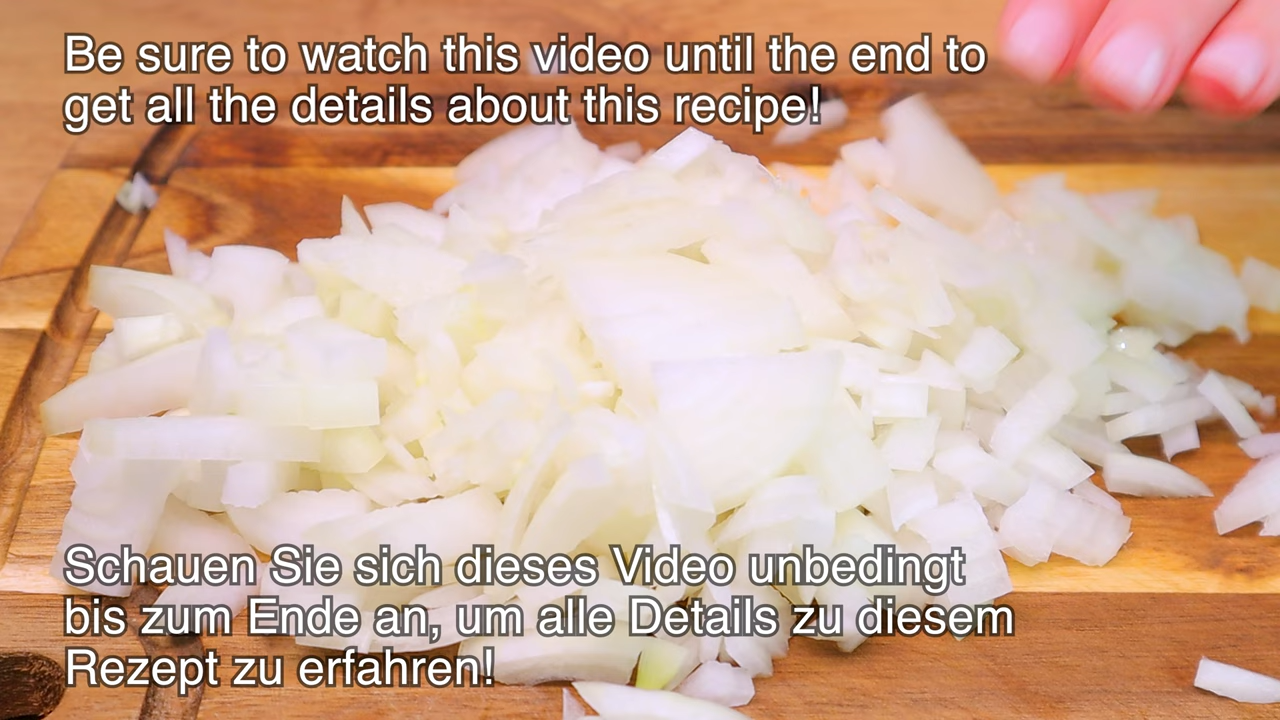 Be sure to watch this video until the end to
get all the details about this recipe!
Schauen Sie sich dieses Video unbedingt
bis zum Ende an, um alle Details zu diesem
Rezept zu erfahren!